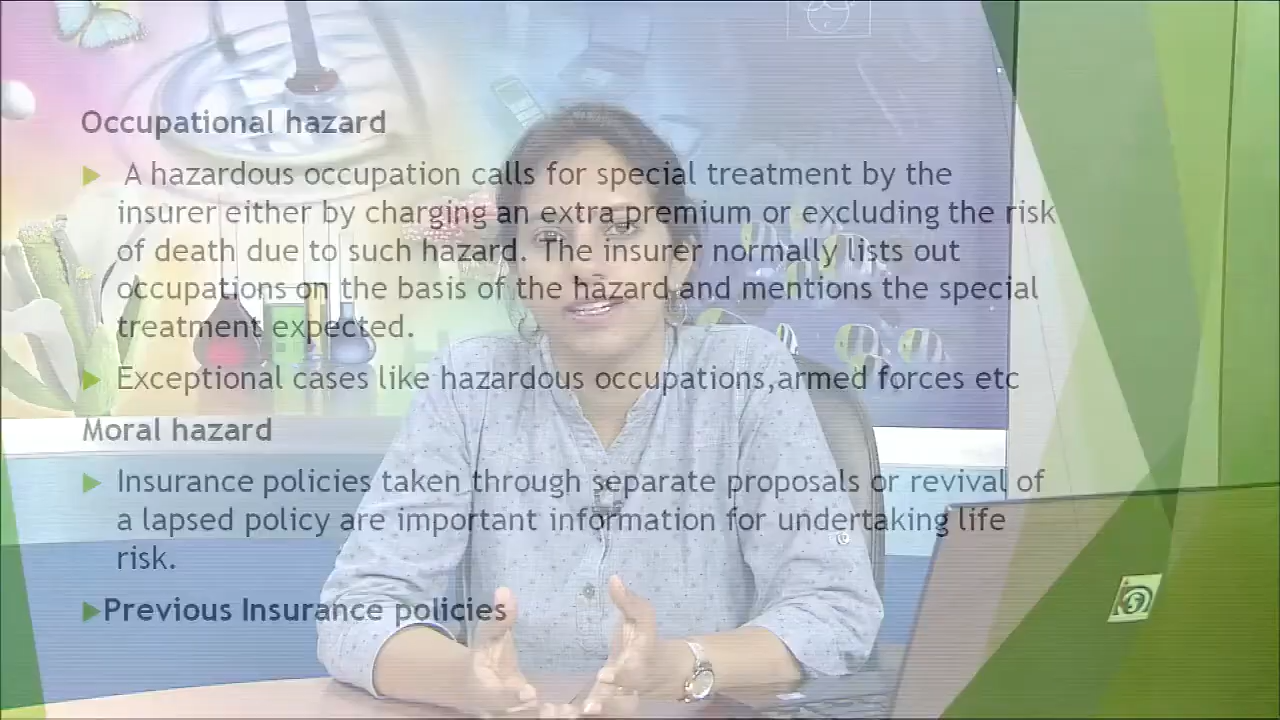 Occupational hazard
A hazardous occupation calls for special treatment by the
insurer either by charging an extra premium or excluding the risk
of death due to such hazard. The insurer normally lists out
occupations on the basis of the hazard and mentions the special
treatment expected.
Exceptional cases like hazardous occupations,armed forces etc
Moral hazard
Insurance policies taken through separate proposals or revival of
a lapsed policy are important information for undertaking life
risk.
Previous Insurance policies